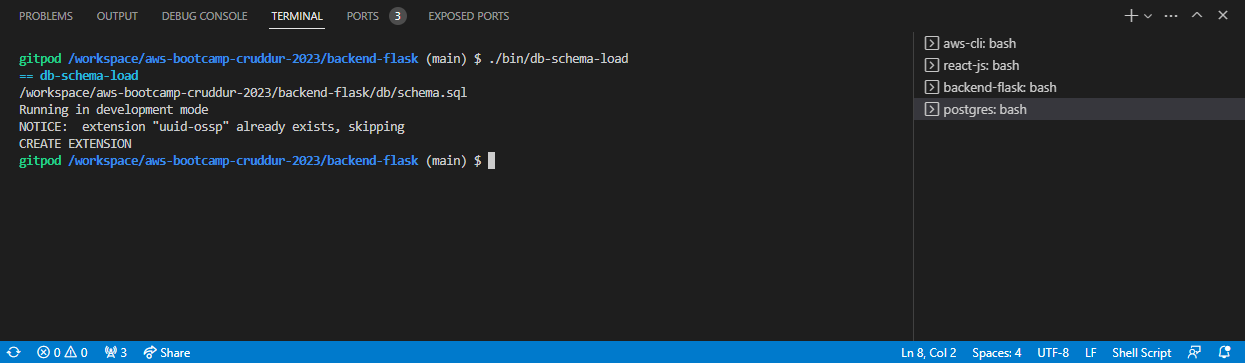 PROBLEMS OUTPUT DEBUG CONSOLE TERMINAL PORTS 3 EXPOSED PORTS
gitpod /workspace/aws-bootcamp-cruddur-2023/backend-flask (main) $ ./bin/db-schema-load
== db-schema-load
/workspace/aws-bootcamp-cruddur-2023/backend-flask/db/schema.sql
Running in development mode
NOTICE:  extension "uuid-ossp" already exists, skipping
CREATE EXTENSION
gitpod /workspace/aws-bootcamp-cruddur-2023/backend-flask (main) $
aws-cli: bash
react-js: bash
backend-flask: bash
postgres: bash
0 0 3 Share Ln 8, Col 2 Spaces: 4 UTF-8 LF Shell Script